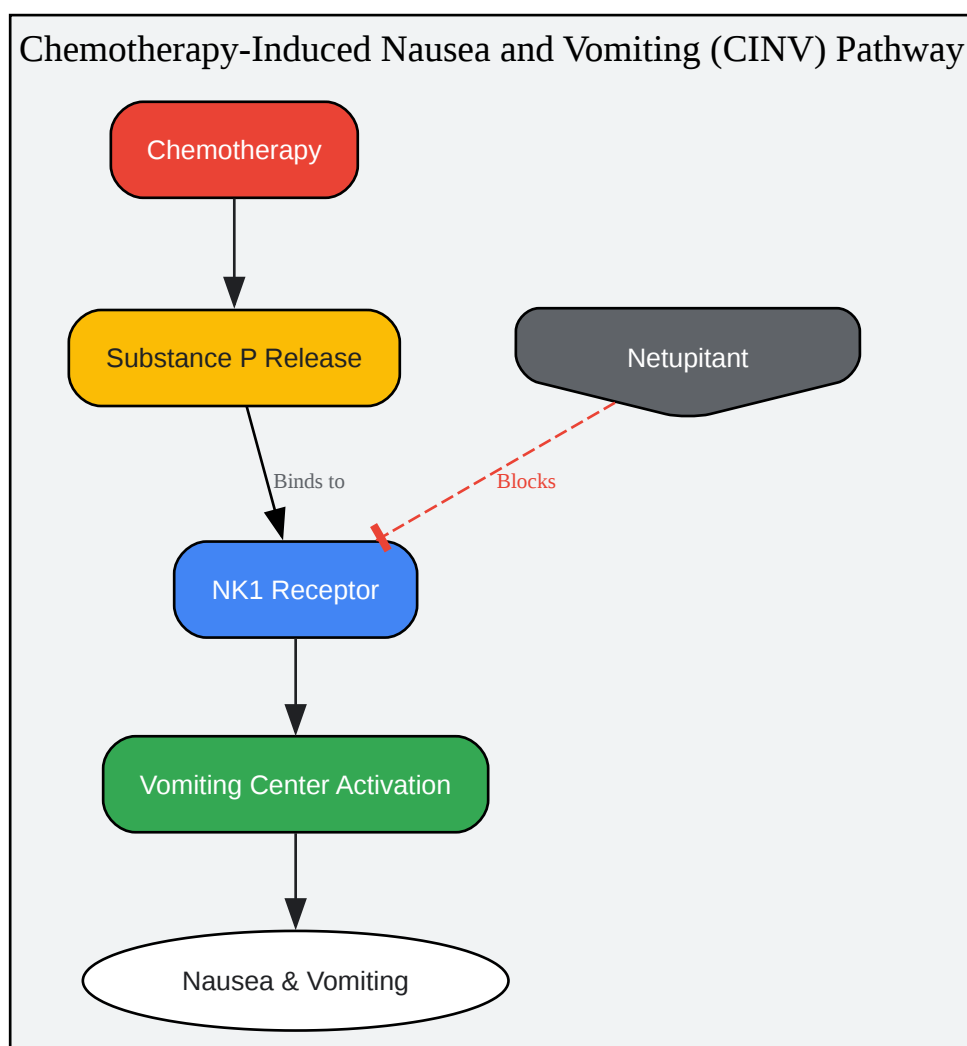 Chemotherapy-Induced Nausea and Vomiting (CINV) Pathway
Chemotherapy
Substance P Release
Netupitant
Binds to
Blocks
NK1 Receptor
Vomiting Center Activation
Nausea & Vomiting